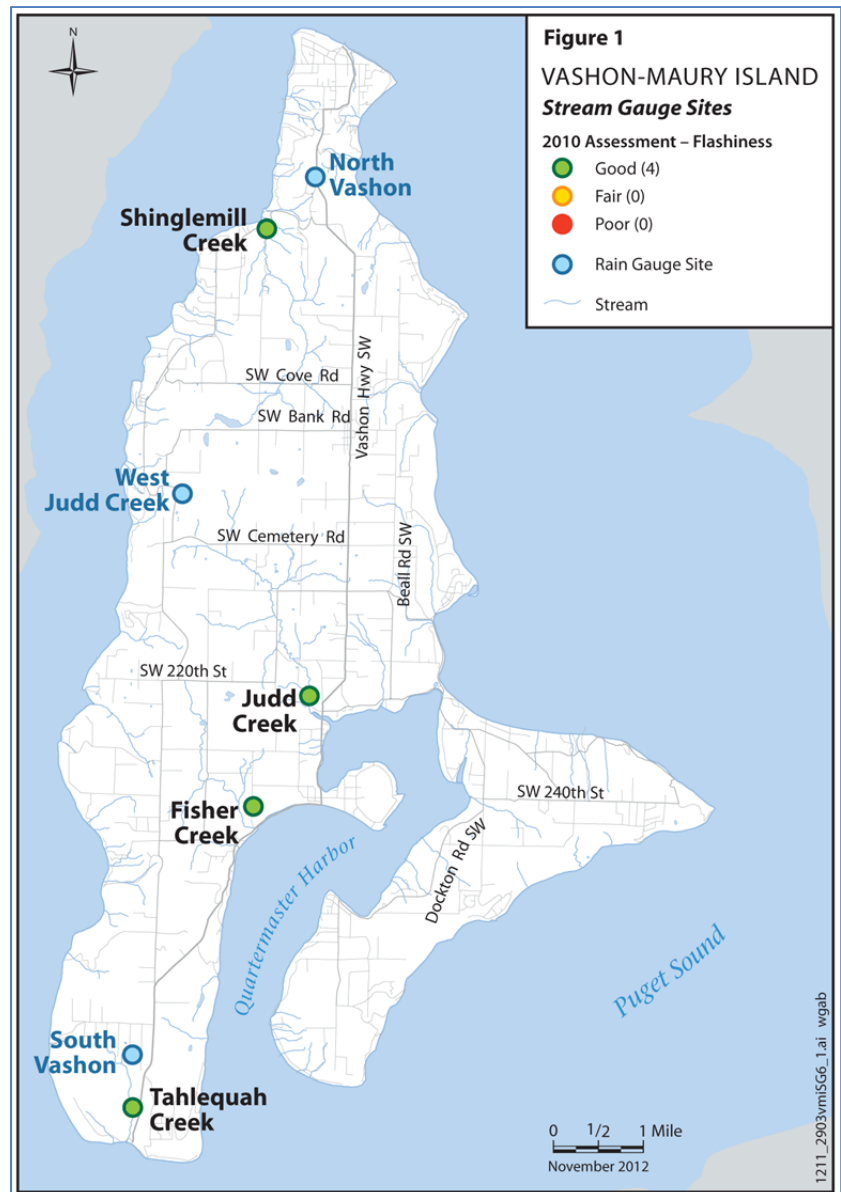 N
Figure 1
VASHON-MAURY ISLAND
Stream Gauge Sites
2010 Assessment – Flashiness
Good (4)
Fair (0)
Poor (0)
Rain Gauge Site
Stream
North
Vashon
Shinglemill
Creek
SW Cove Rd
Vashon Hwy SW
SW Bank Rd
West
Judd Creek
SW Cemetery Rd
Beall Rd SW
SW 220th St
Judd
Creek
SW 240th St
Fisher
Creek
Dockton Rd SW
Quartermaster Harbor
Puget Sound
South
Vashon
Tahlequah
Creek
0 1/2 1 Mile
November 2012
1211_2903vmiSG6_1.ai wgab